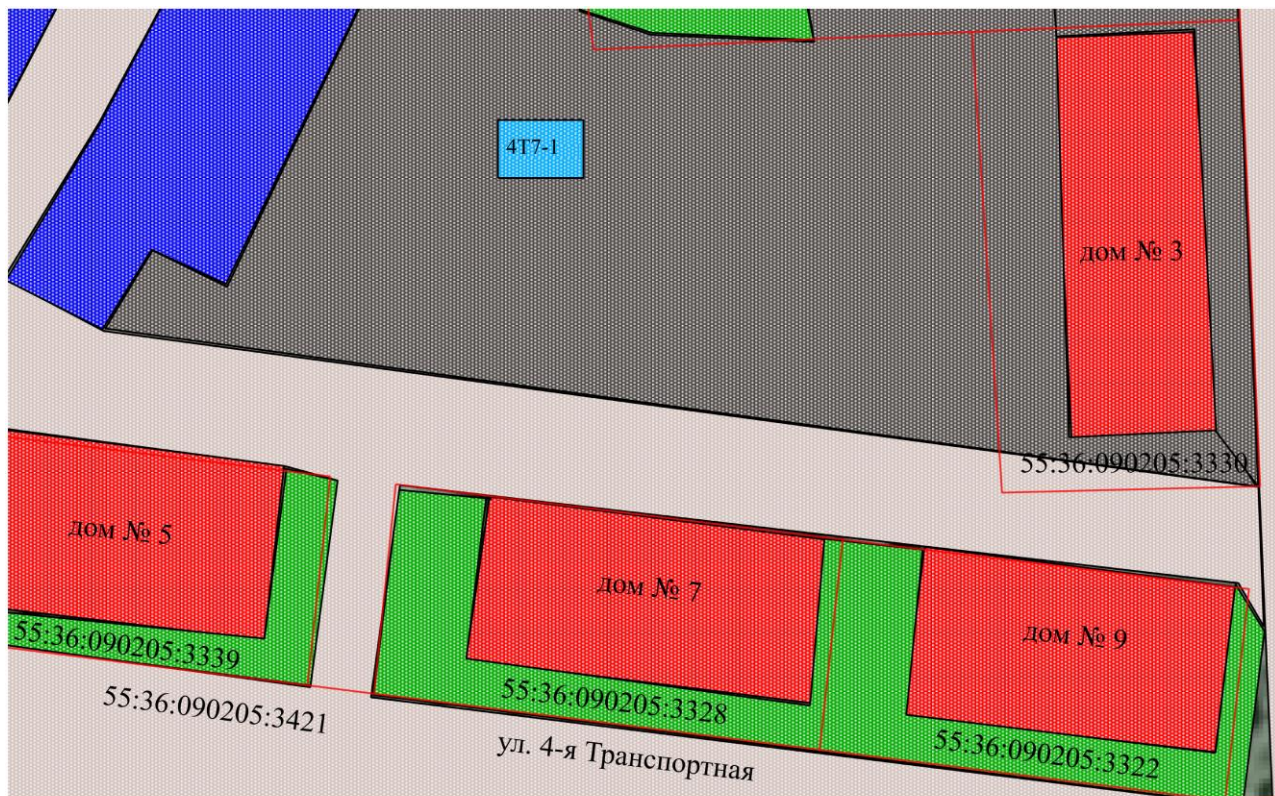 4Т7-1
дом № 3
55:36:090205:3330
дом № 5
дом № 7
дом № 9
55:36:090205:3339
55:36:090205:3328
55:36:090205:3421
55:36:090205:3322
ул. 4-я Транспортная